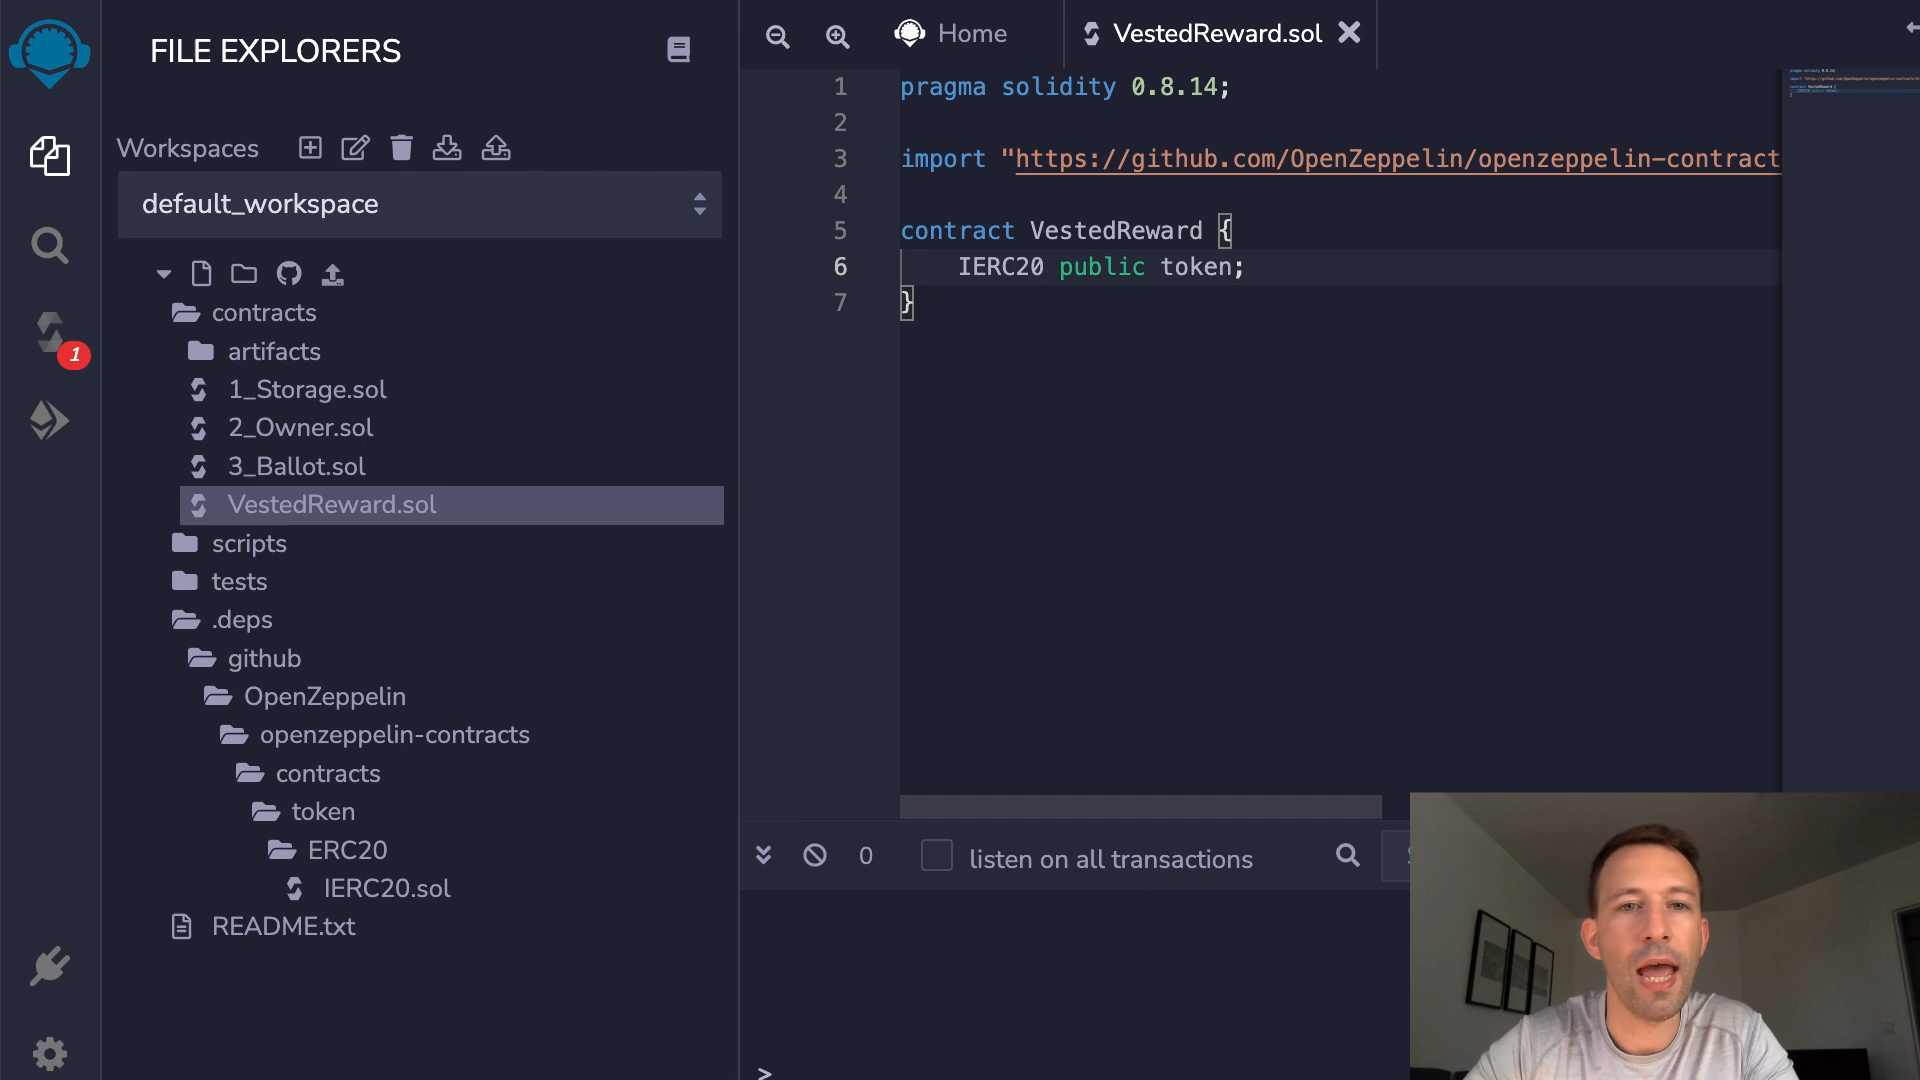 FILE EXPLORERS
Workspaces
default_workspace
contracts
artifacts
1_Storage.sol
2_Owner.sol
3_Ballot.sol
VestedReward.sol
scripts
tests
.deps
github
OpenZeppelin
openzeppelin-contracts
contracts
token
ERC20
IERC20.sol
README.txt
1
Home
VestedReward.sol
1 pragma solidity 0.8.14;
2
3 import "https://github.com/OpenZeppelin/openzeppelin-contract
4
5 contract VestedReward {
6 IERC20 public token;
7 }
0
listen on all transactions
>